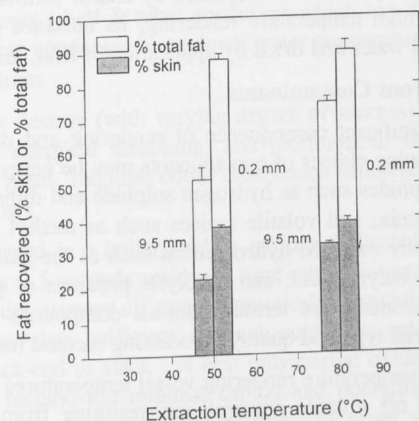 100
90
80
70
60
50
40
30
20
10
0
Fat recovered (% skin or % total fat)
% total fat
% skin
0.2 mm
9.5 mm
0.2 mm
9.5 mm
30 40 50 60 70 80 90
Extraction temperature (°C)